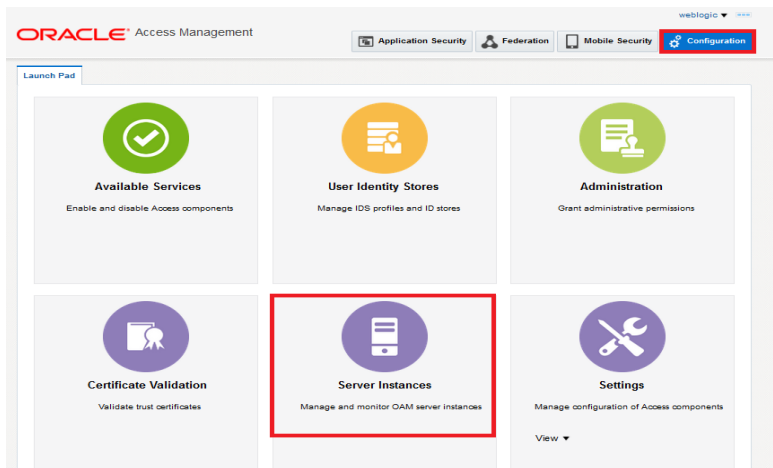 weblogic
ORACLE Access Management
Application Security
Federation
Mobile Security
Configuration
Launch Pad
Available Services
Enable and disable Access components
User Identity Stores
Manage IDS profiles and ID stores
Administration
Grant administrative permissions
Certificate Validation
Validate trust certificates
Server Instances
Manage and monitor OAM server instances
Settings
Manage configuration of Access components
View